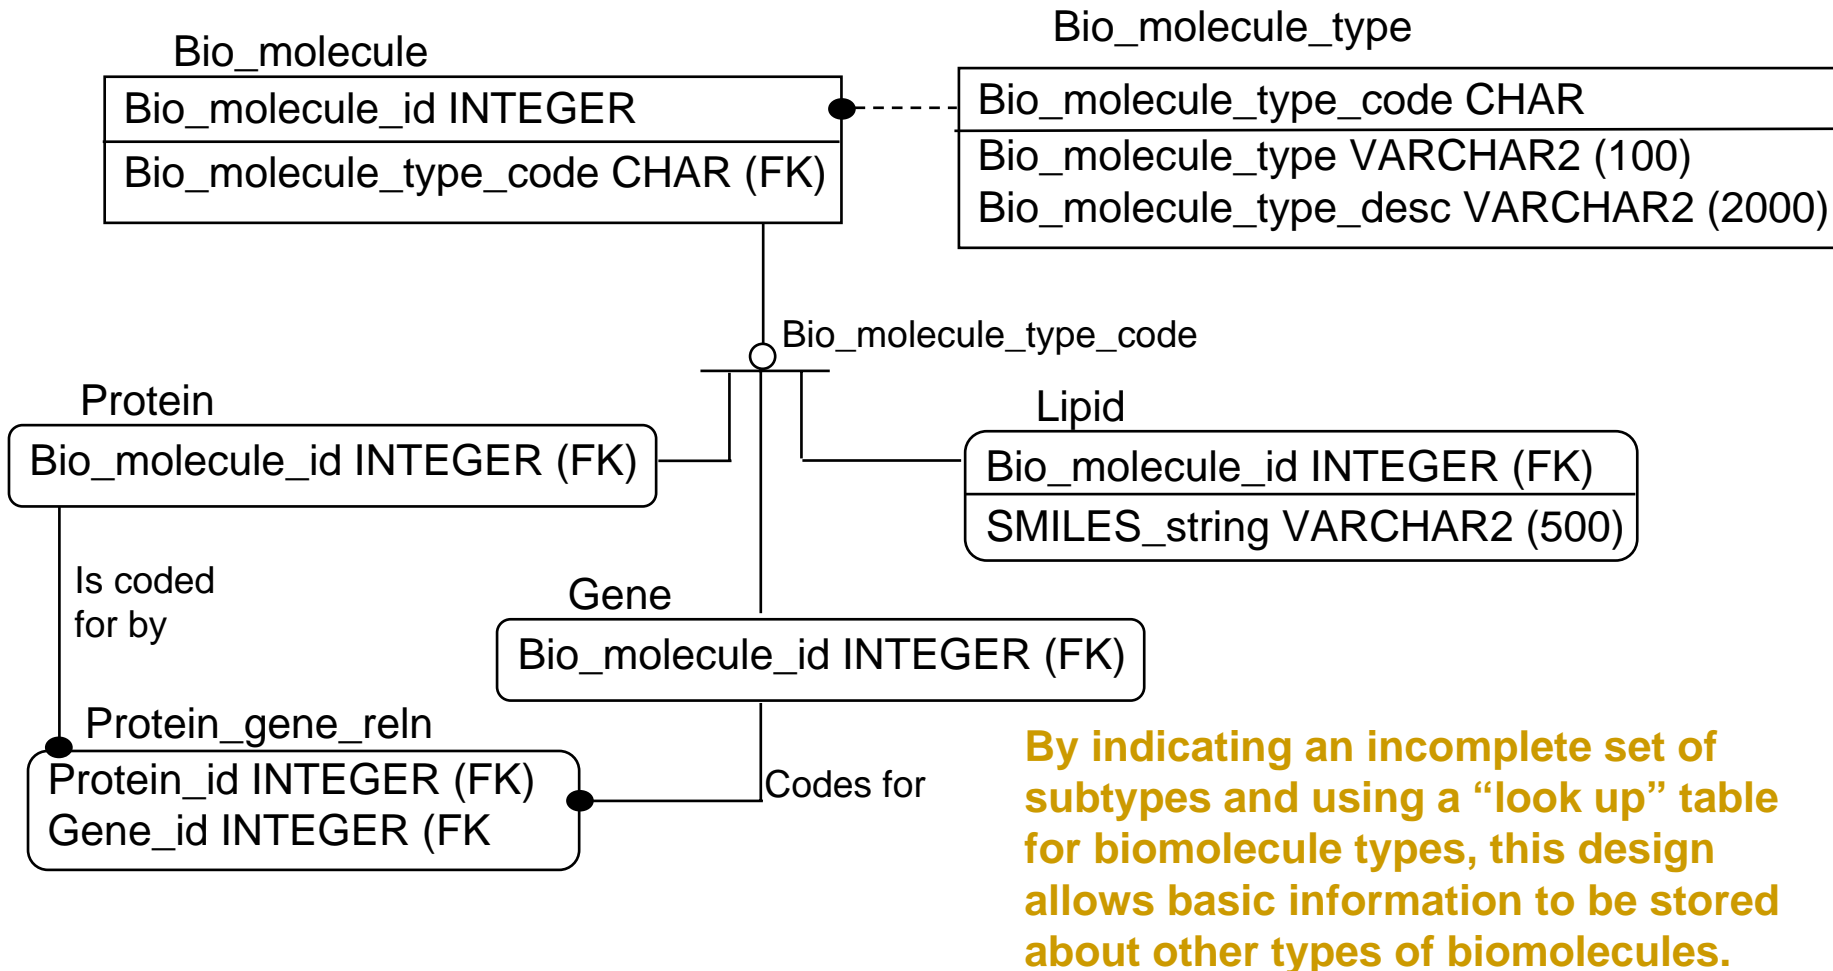 Bio_molecule
Bio_molecule_id INTEGER
Bio_molecule_type_code CHAR (FK)
Bio_molecule_type
Bio_molecule_type_code CHAR
Bio_molecule_type VARCHAR2 (100)
Bio_molecule_type_desc VARCHAR2 (2000)
Bio_molecule_type_code
Protein
Bio_molecule_id INTEGER (FK)
Lipid
Bio_molecule_id INTEGER (FK)
SMILES_string VARCHAR2 (500)
Is coded
for by
Gene
Bio_molecule_id INTEGER (FK)
Protein_gene_reln
Protein_id INTEGER (FK)
Gene_id INTEGER (FK
Codes for
By indicating an incomplete set of
subtypes and using a “look up” table
for biomolecule types, this design
allows basic information to be stored
about other types of biomolecules.